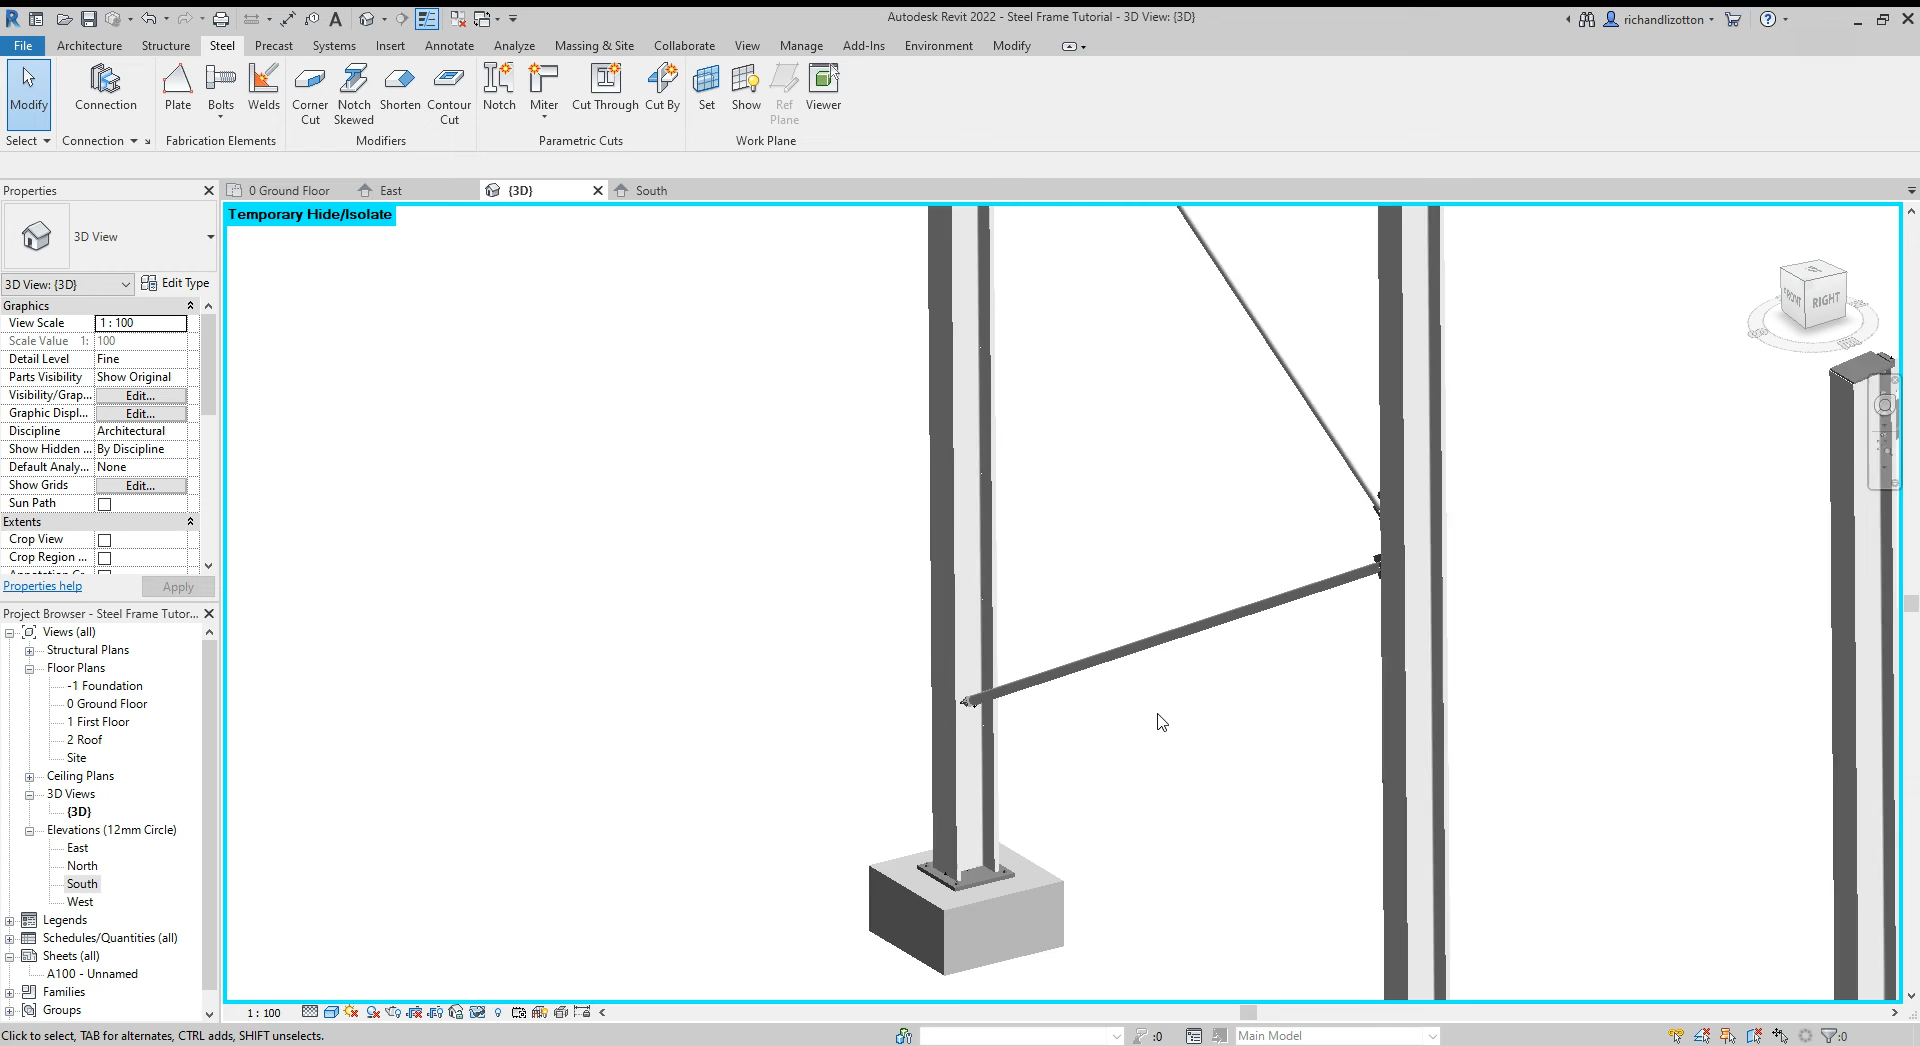 Autodesk Revit 2022 - Steel Frame Tutorial - 3D View: {3D}
richandlizotton
File Architecture Structure Steel Precast Systems Insert Annotate Analyze Massing & Site Collaborate View Manage Add-Ins Environment Modify
Modify Connection Plate Bolts Welds Corner Cut Notch Skewed Shorten Contour Cut Notch Miter Cut Through Cut By Set Show Ref Plane Viewer
Select Connection Fabrication Elements Modifiers Parametric Cuts Work Plane
Properties
0 Ground Floor East {3D} South
Temporary Hide/Isolate
3D View
3D View: {3D} Edit Type
Graphics
View Scale 1 : 100
Scale Value 1: 100
Detail Level Fine
Parts Visibility Show Original
Visibility/Grap... Edit...
Graphic Displ... Edit...
Discipline Architectural
Show Hidden ... By Discipline
Default Analy... None
Show Grids Edit...
Sun Path
Extents
Crop View
Crop Region ...
Properties help Apply
FRONT RIGHT
Project Browser - Steel Frame Tutor...
Views (all)
Structural Plans
Floor Plans
-1 Foundation
0 Ground Floor
1 First Floor
2 Roof
Site
Ceiling Plans
3D Views
{3D}
Elevations (12mm Circle)
East
North
South
West
Legends
Schedules/Quantities (all)
Sheets (all)
A100 - Unnamed
Families
Groups
1 : 100
Click to select, TAB for alternates, CTRL adds, SHIFT unselects.
:0
Main Model
:0